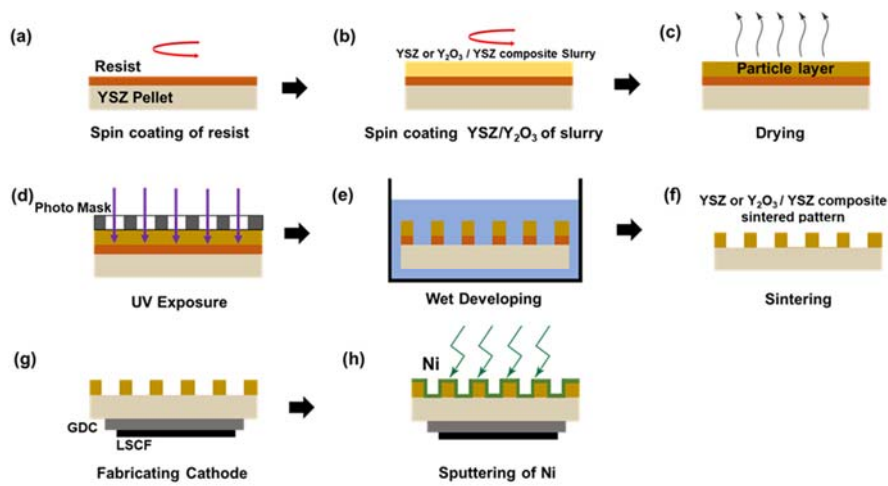 (a)
Resist
YSZ Pellet
Spin coating of resist
(b)
YSZ or Y₂O₃ / YSZ composite Slurry
Spin coating YSZ/Y₂O₃ of slurry
(c)
Particle layer
Drying
(d)
Photo Mask
UV Exposure
(e)
Wet Developing
(f)
YSZ or Y₂O₃ / YSZ composite
sintered pattern
Sintering
(g)
GDC
LSCF
Fabricating Cathode
(h)
Ni
Sputtering of Ni